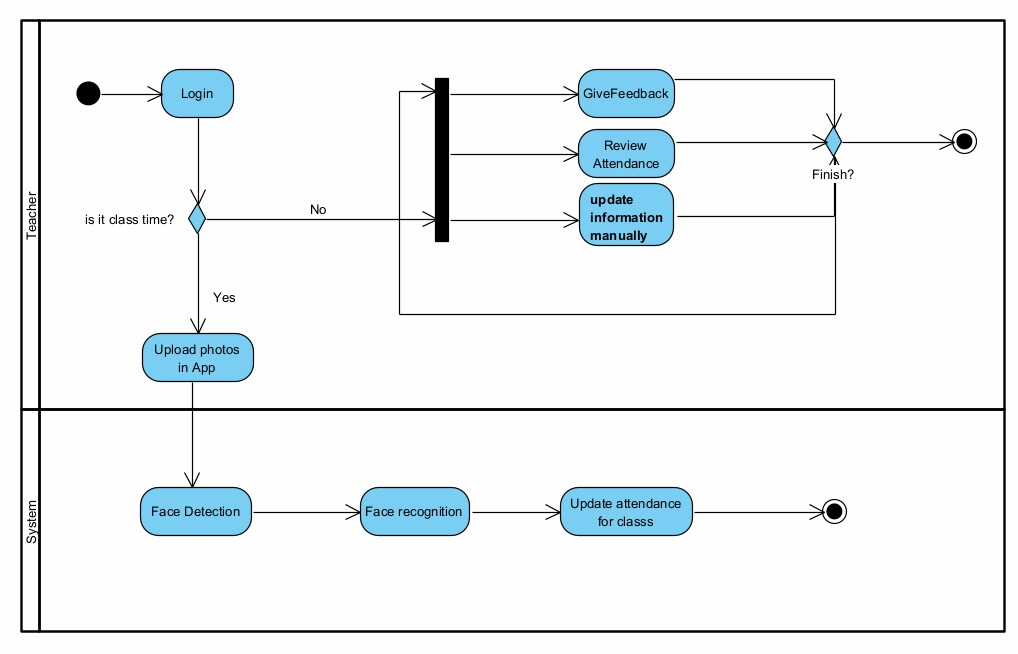 Teacher
Login
GiveFeedback
Review
Attendance
Finish?
update
information
manually
is it class time?
No
Yes
Upload photos
in App
System
Face Detection
Face recognition
Update attendance
for classs